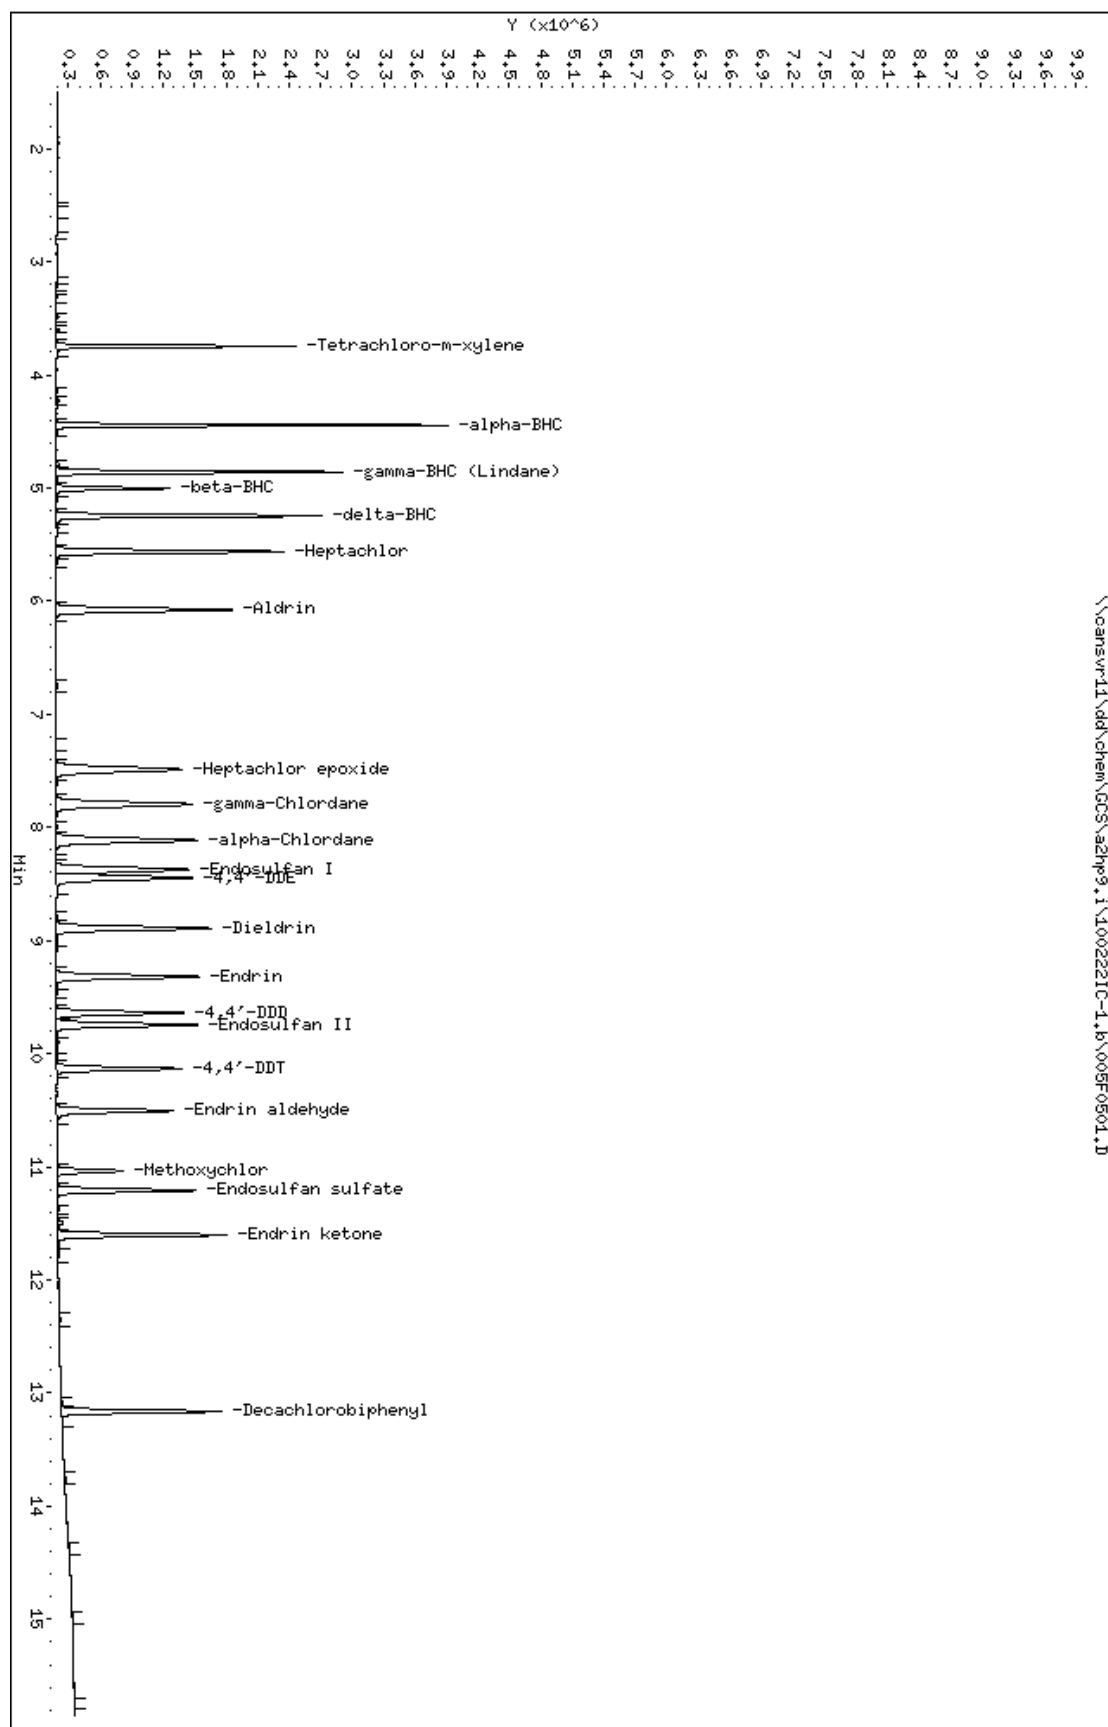 Y (x10^6)
0.3
0.6
0.9
1.2
1.5
1.8
2.1
2.4
2.7
3.0
3.3
3.6
3.9
4.2
4.5
4.8
5.1
5.4
5.7
6.0
6.3
6.6
6.9
7.2
7.5
7.8
8.1
8.4
8.7
9.0
9.3
9.6
9.9
\\cansvr11\dd\chem\GCS\a2hp9.i\100222IC-1.b\005F0501.D
-Tetrachloro-m-xylene
-alpha-BHC
-gamma-BHC (Lindane)
-beta-BHC
-delta-BHC
-Heptachlor
-Aldrin
-Heptachlor epoxide
-gamma-Chlordane
-alpha-Chlordane
-Endosulfan I
-4,4'-DDE
-Dieldrin
-Endrin
-4,4'-DDD
-Endosulfan II
-4,4'-DDT
-Endrin aldehyde
-Methoxychlor
-Endosulfan sulfate
-Endrin ketone
-Decachlorobiphenyl
2
3
4
5
6
7
8
9
10
11
12
13
14
15
Min